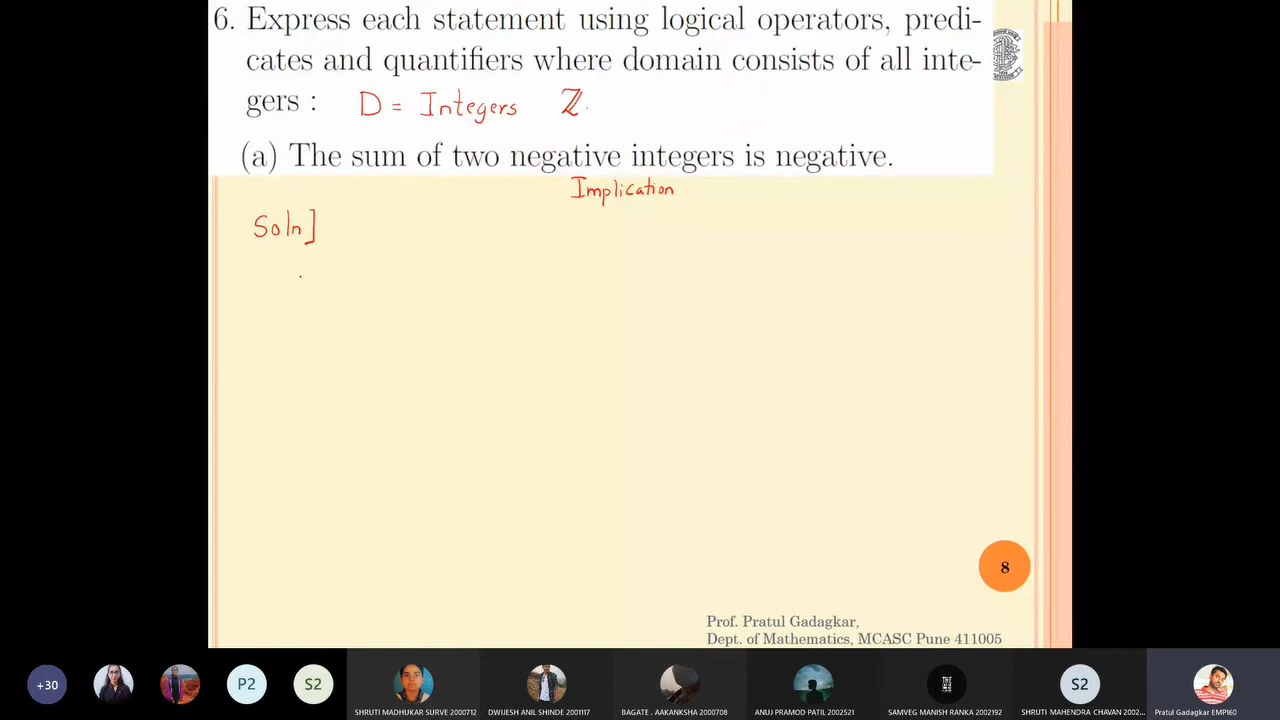 6. Express each statement using logical operators, predi-
cates and quantifiers where domain consists of all inte-
gers : D = Integers ℤ
(a) The sum of two negative integers is negative.
Implication
Soln]
8
Prof. Pratul Gadagkar,
Dept. of Mathematics, MCASC Pune 411005
+30 P2 S2 S2
SHRUTI MADHUKAR SURVE 2000712 DWIJESH ANIL SHINDE 2001117 BAGATE . AAKANKSHA 2000708 ANUJ PRAMOD PATIL 2002521 SAMVEG MANISH RANKA 2002192 SHRUTI MAHENDRA CHAVAN 2002... Pratul Gadagkar EMP160